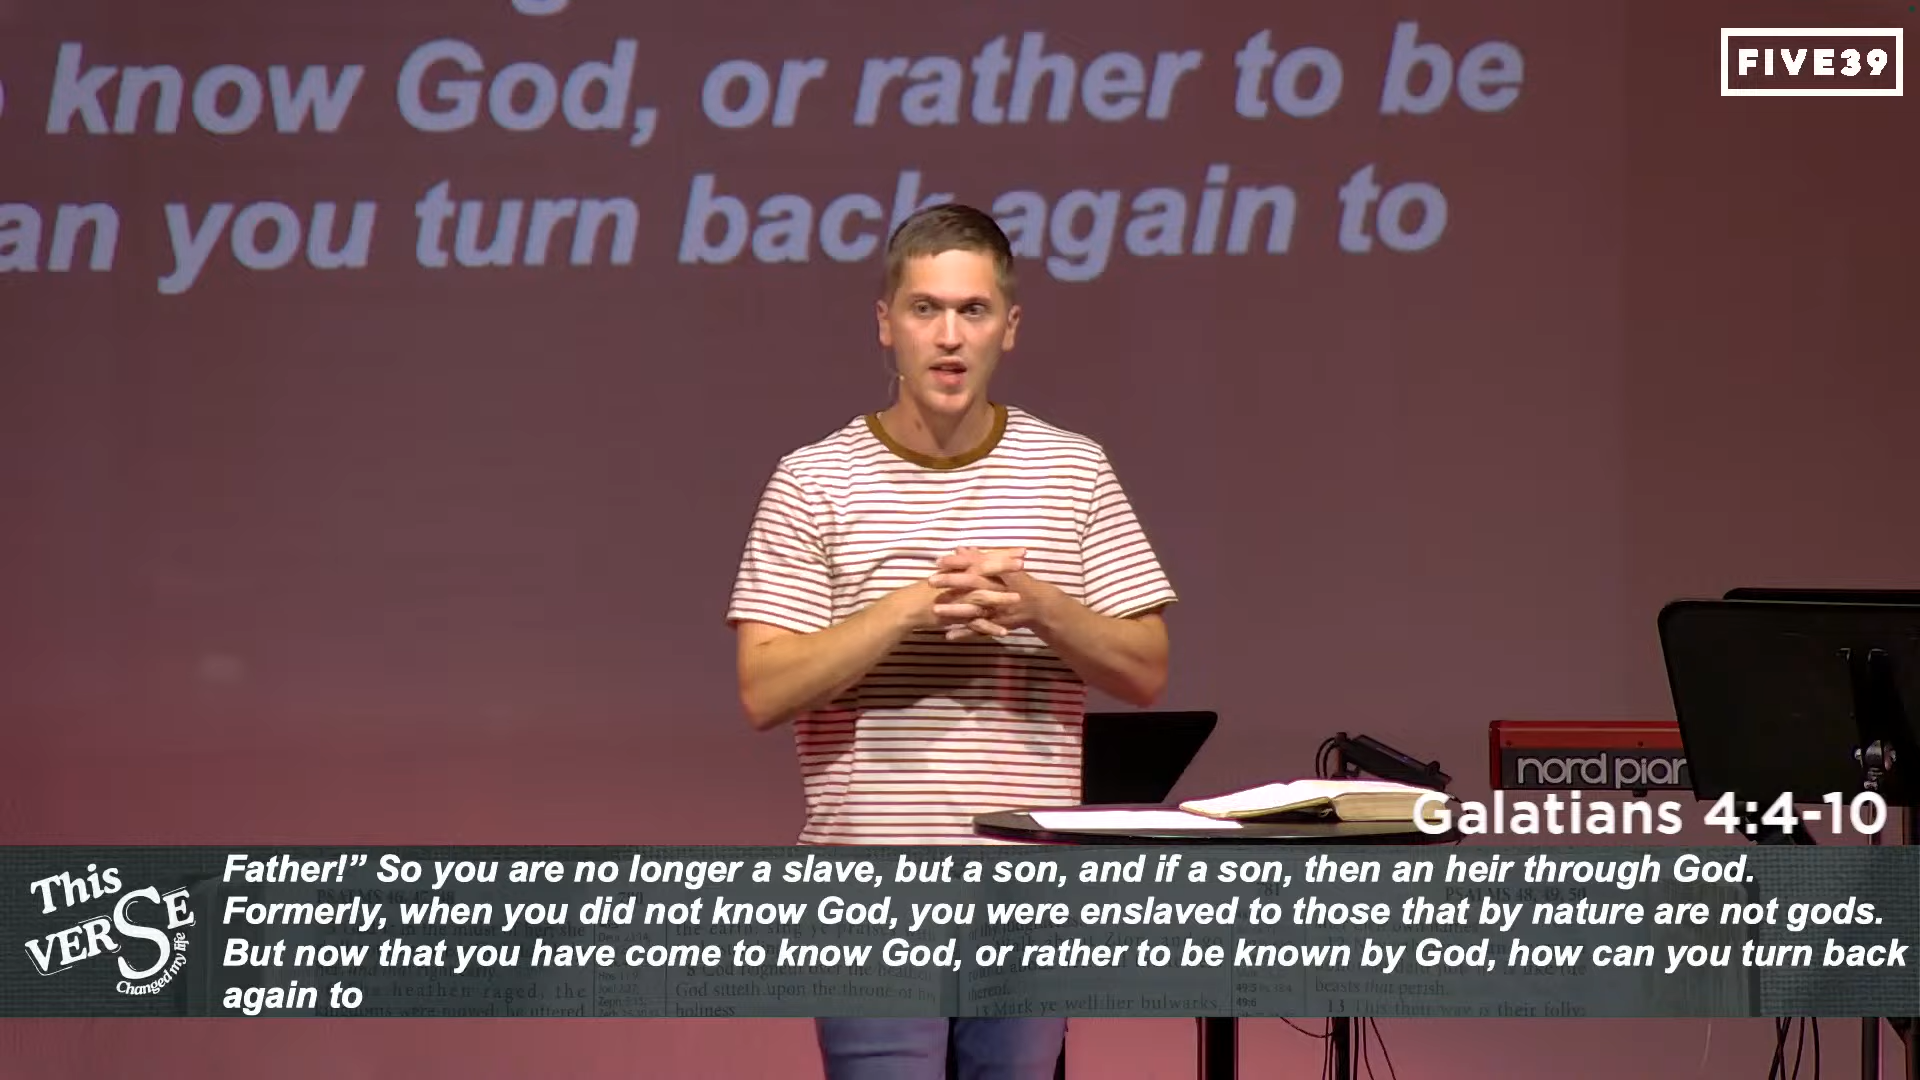 know God, or rather to be
an you turn back again to
FIVE39
nord pian
Galatians 4:4-10
This
VERSE
Changed my life
Father!” So you are no longer a slave, but a son, and if a son, then an heir through God.
Formerly, when you did not know God, you were enslaved to those that by nature are not gods.
But now that you have come to know God, or rather to be known by God, how can you turn back
again to